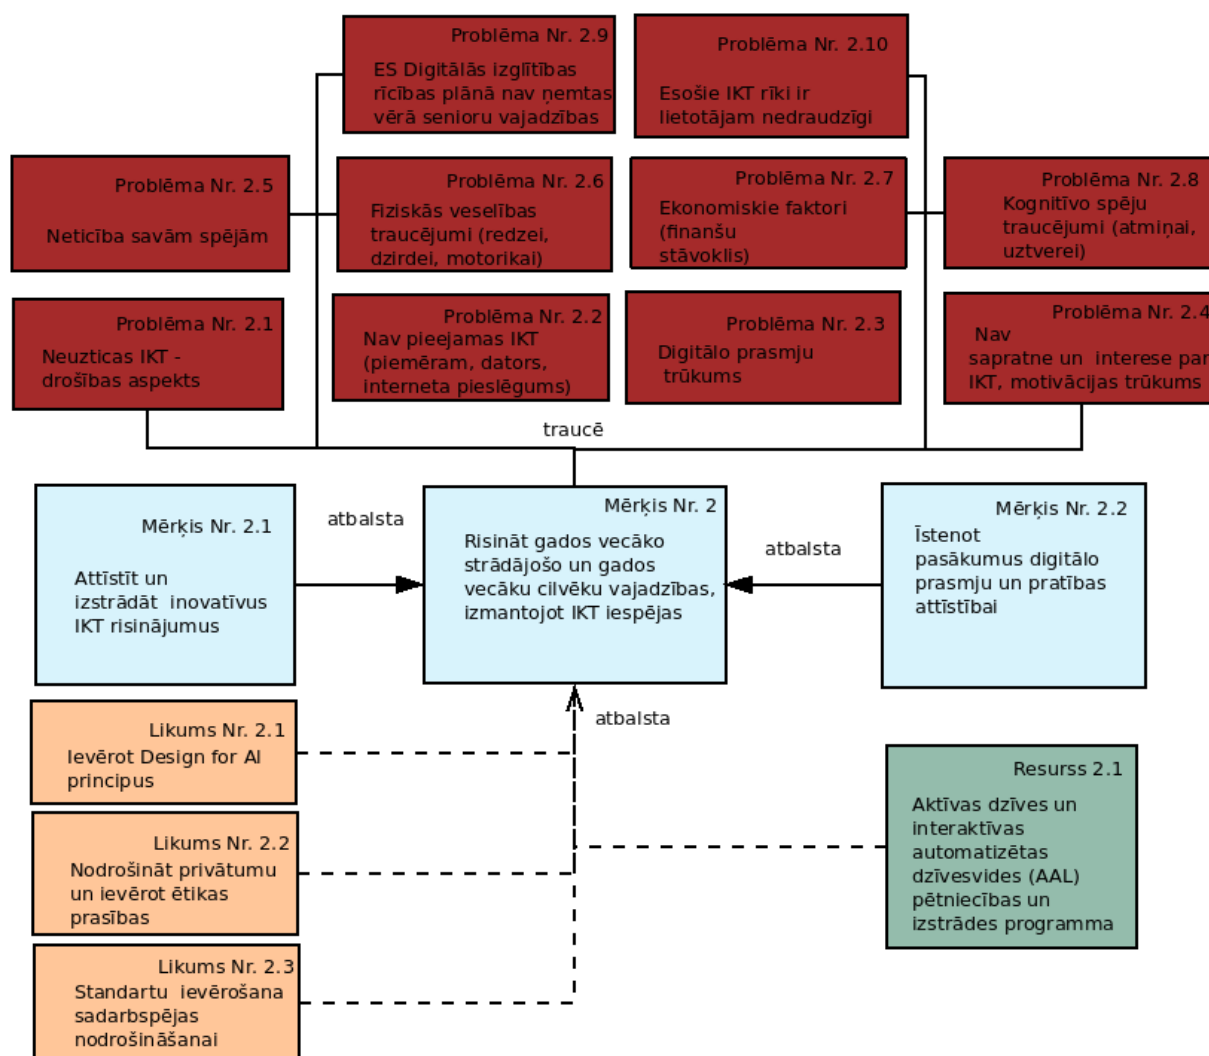 Problēma Nr. 2.9
ES Digitālās izglītības
rīcības plānā nav ņemtas
vērā senioru vajadzības
Problēma Nr. 2.10
Esošie IKT rīki ir
lietotājam nedraudzīgi
Problēma Nr. 2.5
Neticība savām spējām
Problēma Nr. 2.6
Fiziskās veselības
traucējumi (redzei,
dzirdei, motorikai)
Problēma Nr. 2.7
Ekonomiskie faktori
(finanšu
stāvoklis)
Problēma Nr. 2.8
Kognitīvo spēju
traucējumi (atmiņai,
uztverei)
Problēma Nr. 2.1
Neuzticas IKT -
drošības aspekts
Problēma Nr. 2.2
Nav pieejamas IKT
(piemēram, dators,
interneta pieslēgums)
Problēma Nr. 2.3
Digitālo prasmju
trūkums
Problēma Nr. 2.4
Nav
sapratne un interese par
IKT, motivācijas trūkums
traucē
Mērķis Nr. 2.1
Attīstīt un
izstrādāt inovatīvus
IKT risinājumus
atbalsta
Mērķis Nr. 2
Risināt gados vecāko
strādājošo un gados
vecāku cilvēku vajadzības,
izmantojot IKT iespējas
atbalsta
Mērķis Nr. 2.2
Īstenot
pasākumus digitālo
prasmju un pratības
attīstībai
atbalsta
Likums Nr. 2.1
Ievērot Design for AI
principus
Likums Nr. 2.2
Nodrošināt privātumu
un ievērot ētikas
prasības
Likums Nr. 2.3
Standartu ievērošana
sadarbspējas
nodrošināšanai
Resurss 2.1
Aktīvas dzīves un
interaktīvas
automatizētas
dzīvesvides (AAL)
pētniecības un
izstrādes programma